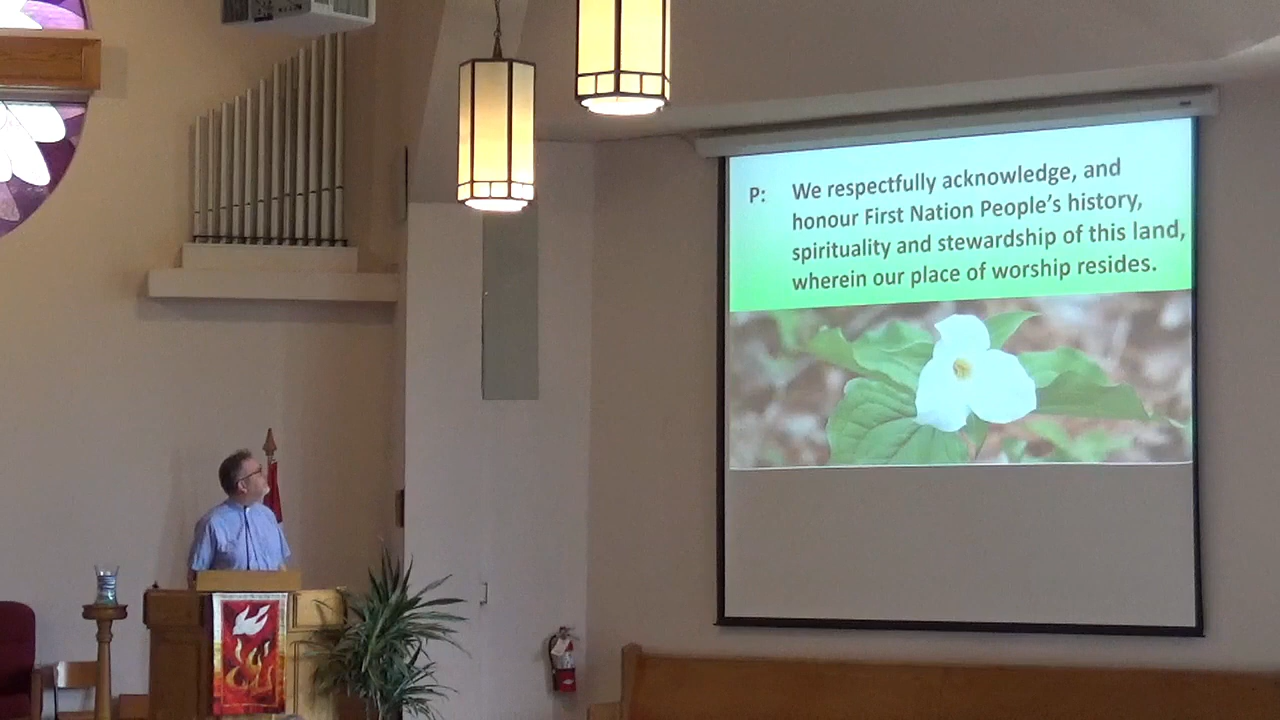 P: We respectfully acknowledge, and
honour First Nation People's history,
spirituality and stewardship of this land,
wherein our place of worship resides.